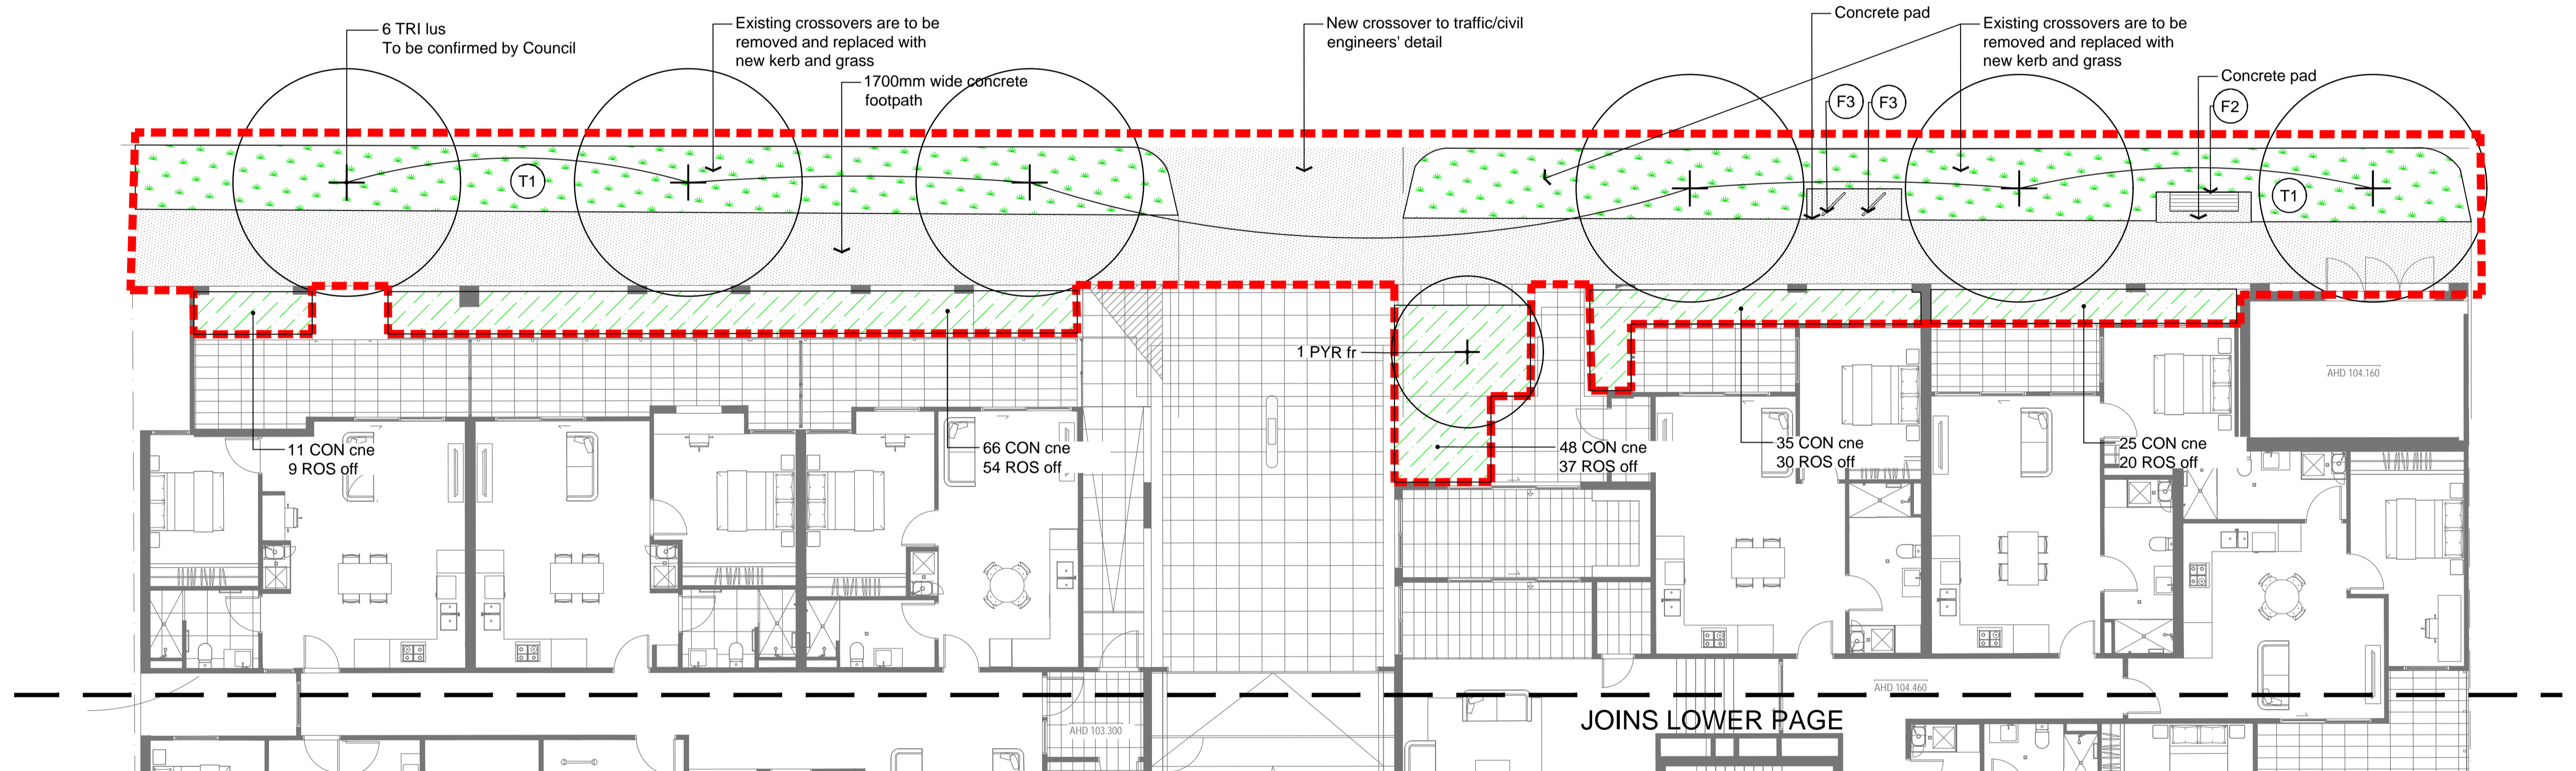 6 TRI lus
To be confirmed by Council
Existing crossovers are to be
removed and replaced with
new kerb and grass
1700mm wide concrete
footpath
New crossover to traffic/civil
engineers' detail
Concrete pad
Existing crossovers are to be
removed and replaced with
new kerb and grass
Concrete pad
F3
F3
F2
T1
T1
1 PYR fr
AHD 104.160
11 CON cne
9 ROS off
66 CON cne
54 ROS off
48 CON cne
37 ROS off
35 CON cne
30 ROS off
25 CON cne
20 ROS off
AHD 104.460
JOINS LOWER PAGE
AHD 103.300